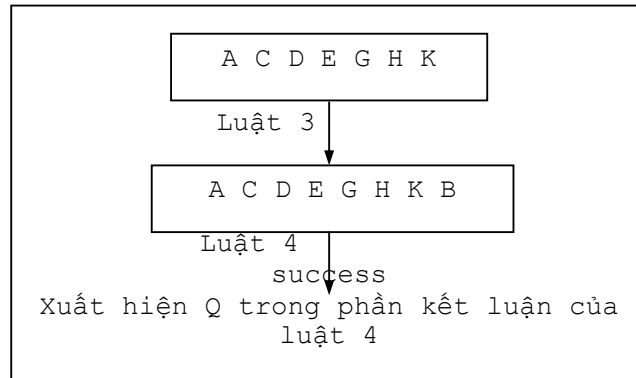 A C D E G H K
Luật 3
A C D E G H K B
Luật 4
success
Xuất hiện Q trong phần kết luận của
luật 4